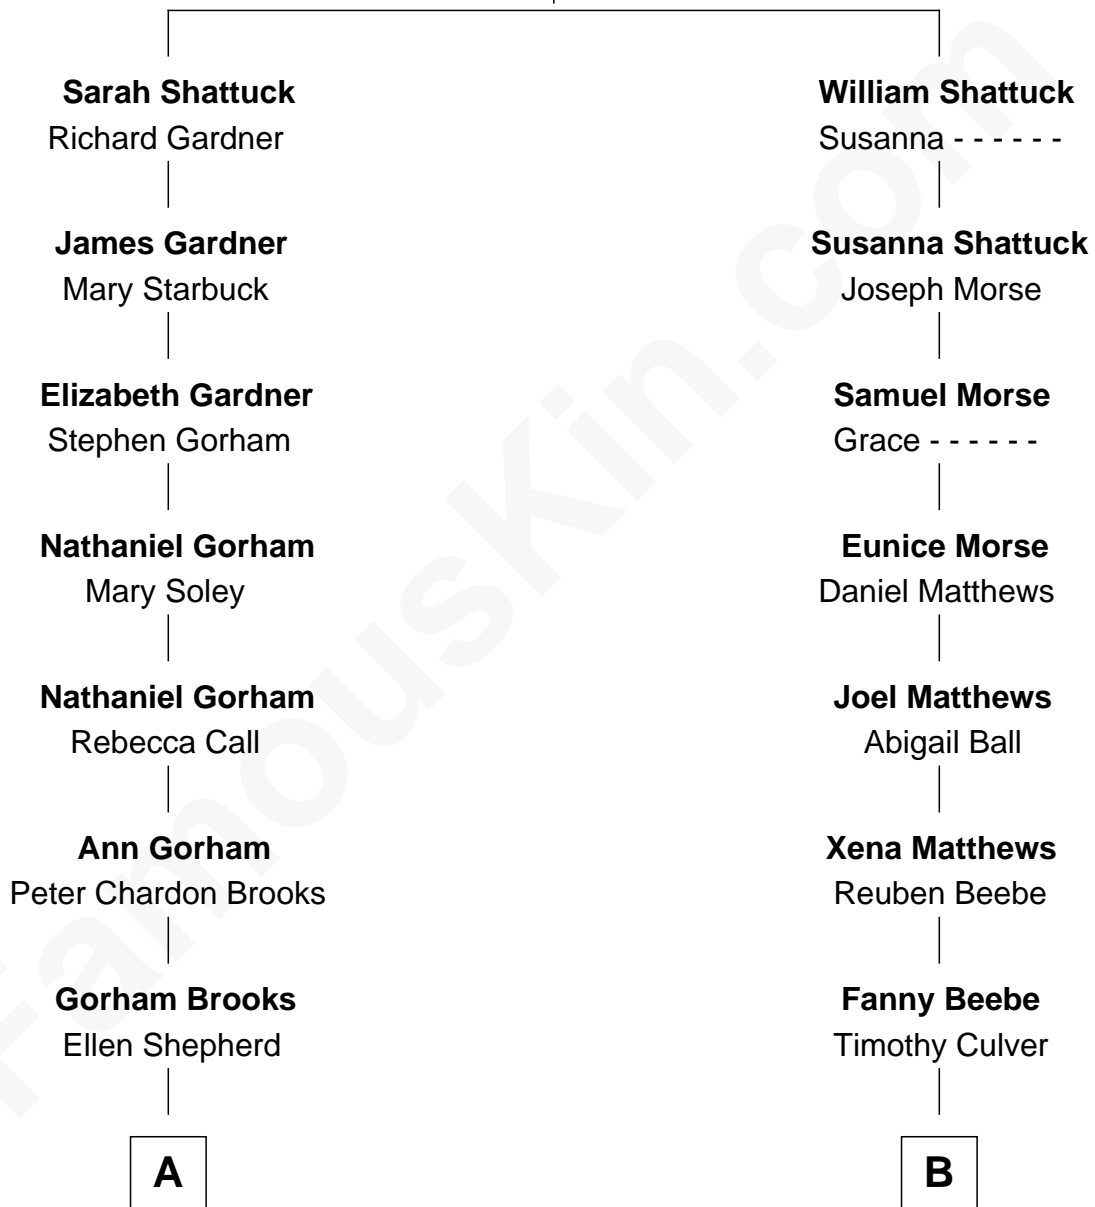 Sarah Shattuck
Richard Gardner
James Gardner
Mary Starbuck
Elizabeth Gardner
Stephen Gorham
Nathaniel Gorham
Mary Soley
Nathaniel Gorham
Rebecca Call
Ann Gorham
Peter Chardon Brooks
Gorham Brooks
Ellen Shepherd
A
William Shattuck
Susanna - - - - - -
Susanna Shattuck
Joseph Morse
Samuel Morse
Grace - - - - - -
Eunice Morse
Daniel Matthews
Joel Matthews
Abigail Ball
Xena Matthews
Reuben Beebe
Fanny Beebe
Timothy Culver
B
FamousKin.com